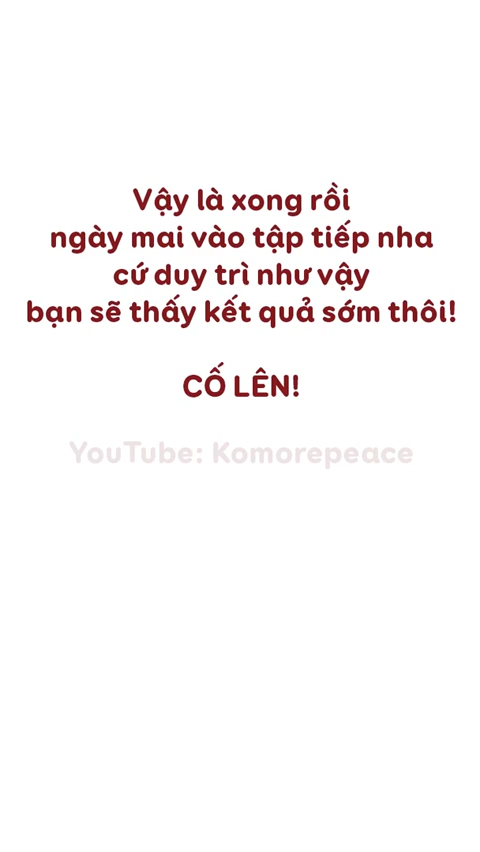 Vậy là xong rồi
ngày mai vào tập tiếp nha
cứ duy trì như vậy
bạn sẽ thấy kết quả sớm thôi!
CỐ LÊN!
YouTube: Komorepeace